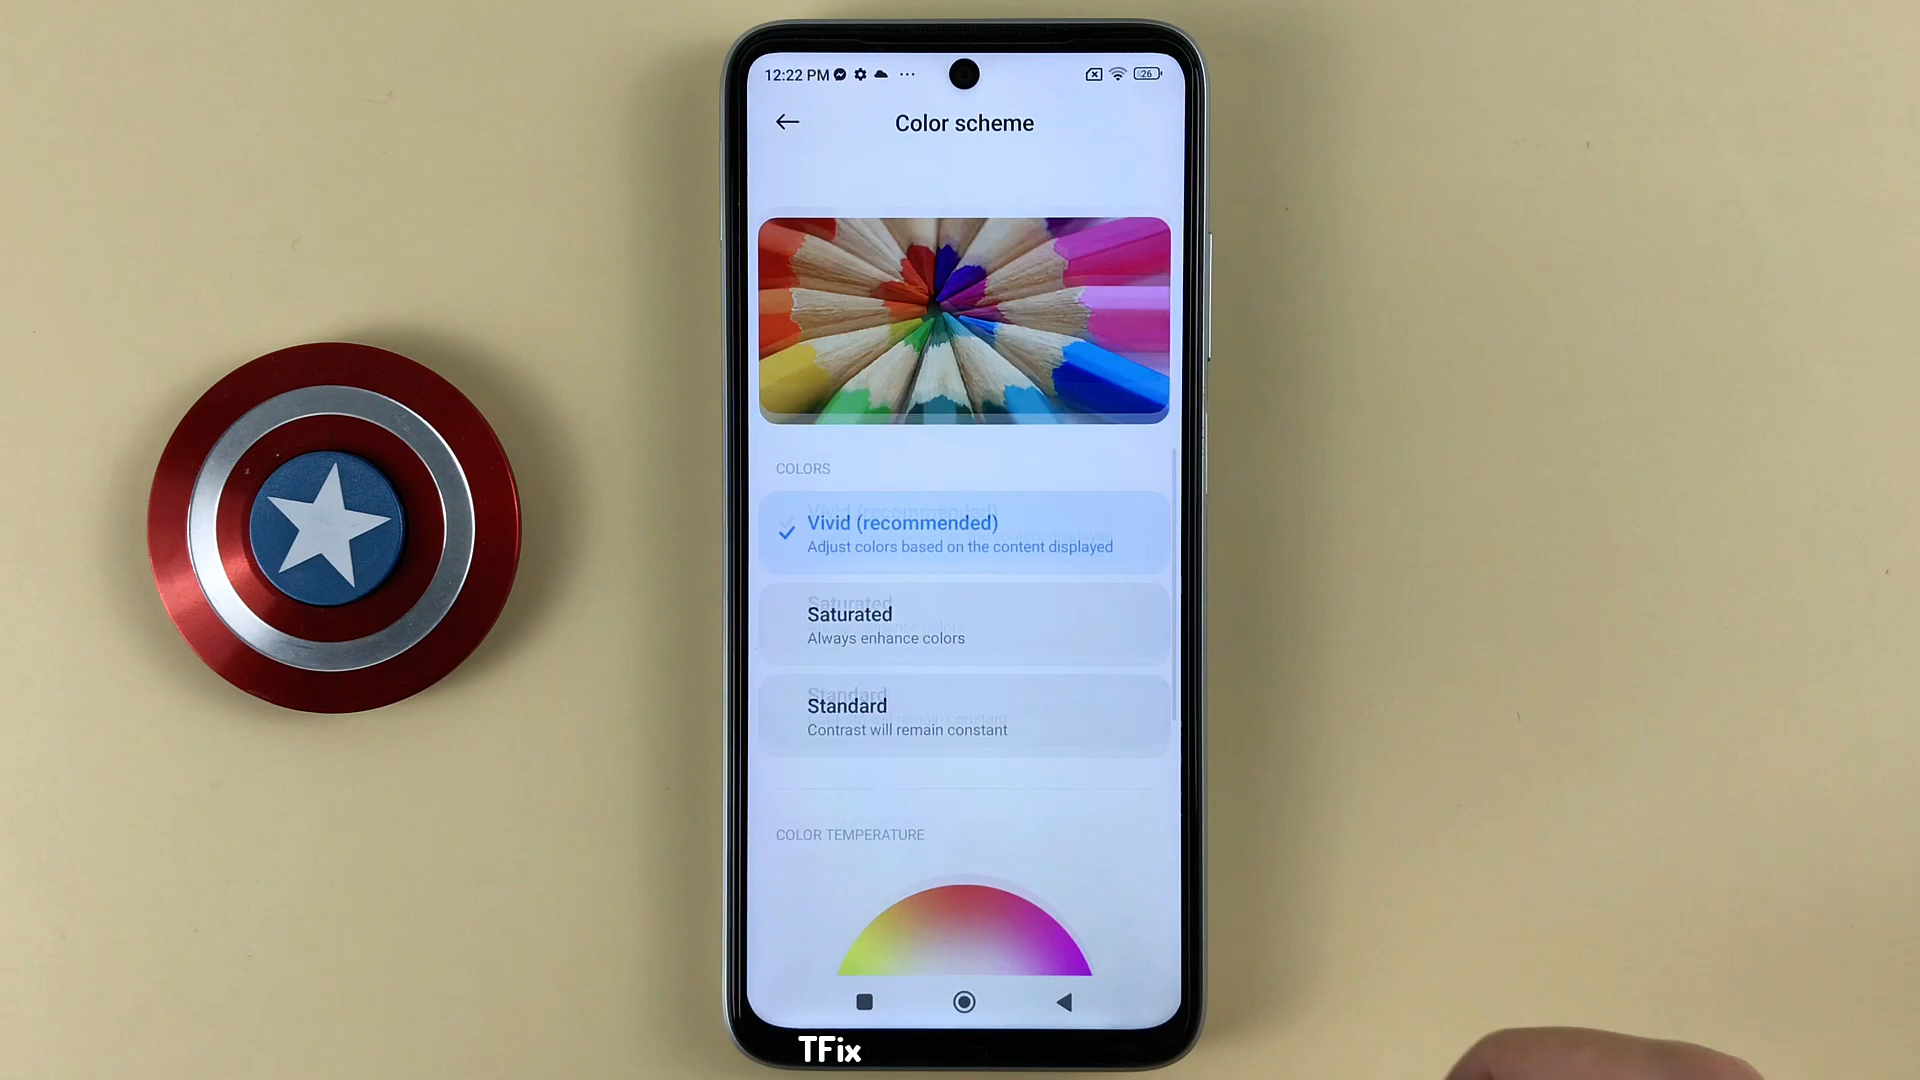 12:22 PM
26
Color scheme
COLORS
Vivid (recommended)
Adjust colors based on the content displayed
Saturated
Always enhance colors
Standard
Contrast will remain constant
COLOR TEMPERATURE
TFix